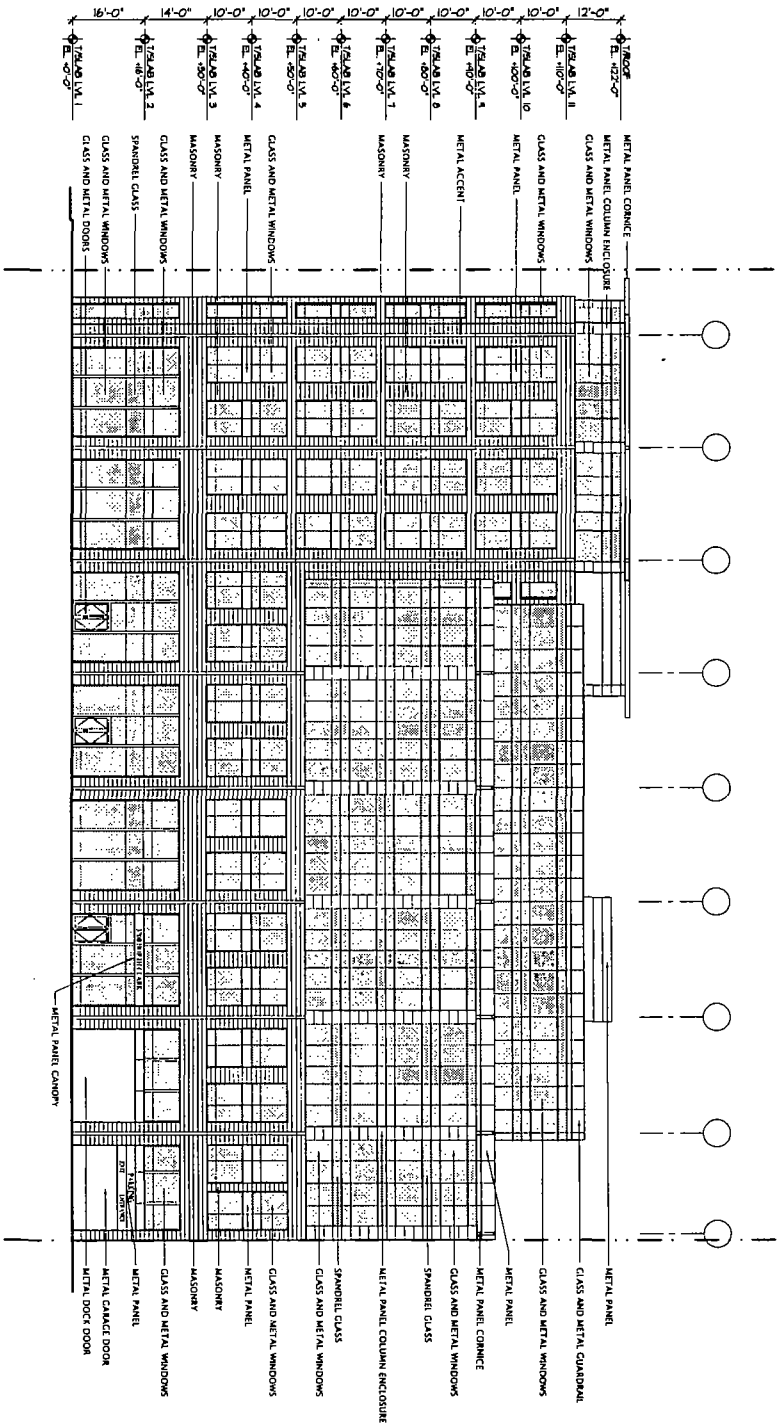 12'-0"
10'-0"
10'-0"
10'-0"
10'-0"
10'-0"
10'-0"
10'-0"
10'-0"
14'-0"
16'-0"
T/ROOF
EL. +122'-0"
T/SLAB LVL 11
EL. +110'-0"
T/SLAB LVL 10
EL. +100'-0"
T/SLAB LVL 9
EL. +90'-0"
T/SLAB LVL 8
EL. +80'-0"
T/SLAB LVL 7
EL. +70'-0"
T/SLAB LVL 6
EL. +60'-0"
T/SLAB LVL 5
EL. +50'-0"
T/SLAB LVL 4
EL. +40'-0"
T/SLAB LVL 3
EL. +30'-0"
T/SLAB LVL 2
EL. +16'-0"
T/SLAB LVL 1
EL. +0'-0"
METAL PANEL CORNICE
METAL PANEL COLUMN ENCLOSURE
GLASS AND METAL WINDOWS
GLASS AND METAL WINDOWS
METAL PANEL
METAL ACCENT
MASONRY
MASONRY
GLASS AND METAL WINDOWS
METAL PANEL
MASONRY
MASONRY
GLASS AND METAL WINDOWS
SPANDREL GLASS
GLASS AND METAL WINDOWS
GLASS AND METAL DOORS
METAL PANEL CANOPY
PARKING
METAL PANEL
GLASS AND METAL GUARDRAIL
GLASS AND METAL WINDOWS
METAL PANEL
METAL PANEL CORNICE
GLASS AND METAL WINDOWS
SPANDREL GLASS
METAL PANEL COLUMN ENCLOSURE
SPANDREL GLASS
GLASS AND METAL WINDOWS
GLASS AND METAL WINDOWS
METAL PANEL
MASONRY
MASONRY
GLASS AND METAL WINDOWS
METAL PANEL
METAL GARAGE DOOR
METAL DOCK DOOR